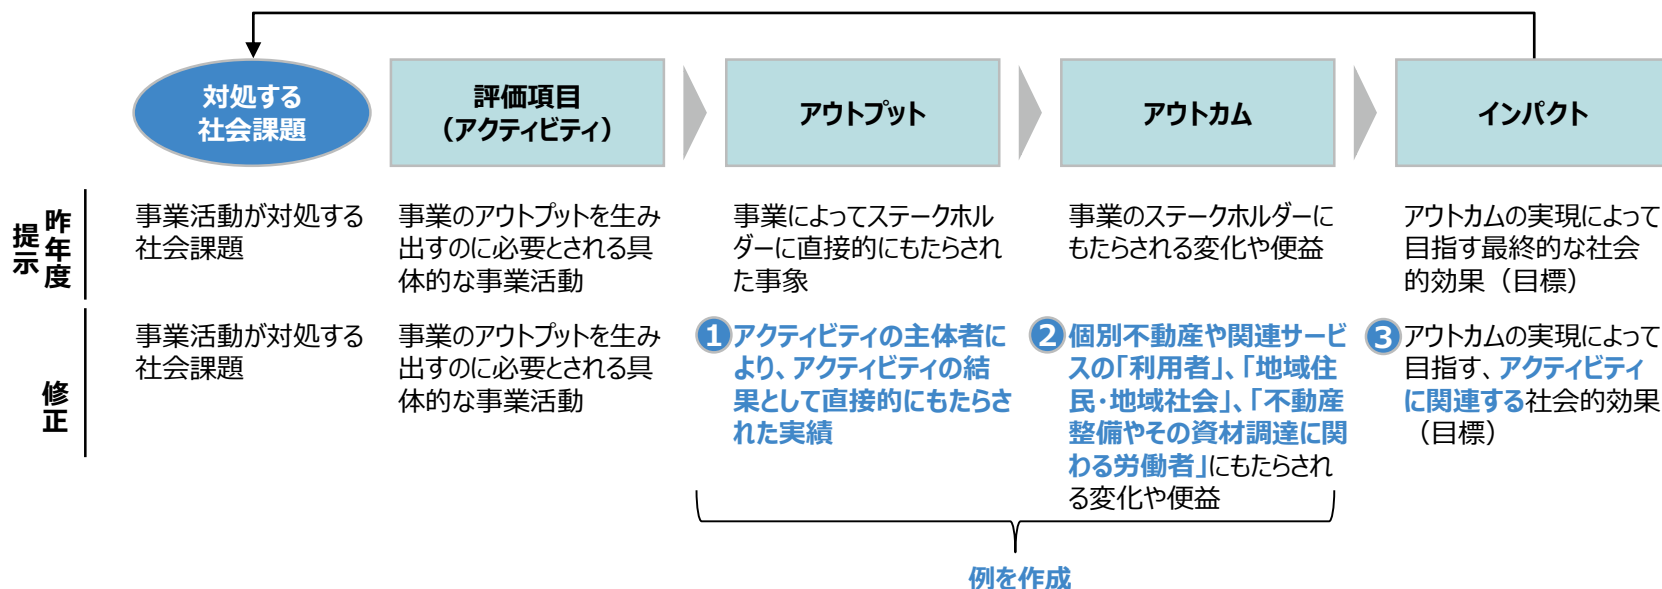 対処する
社会課題
評価項目
（アクティビティ）
アウトプット
アウトカム
インパクト
昨年度
提示
事業活動が対処する
社会課題
事業のアウトプットを生み
出すのに必要とされる具
体的な事業活動
事業によってステークホル
ダーに直接的にもたらされ
た事象
事業のステークホルダーに
もたらされる変化や便益
アウトカムの実現によって
目指す最終的な社会
的効果（目標）
修正
事業活動が対処する
社会課題
事業のアウトプットを生み
出すのに必要とされる具
体的な事業活動
1 アクティビティの主体者に
より、アクティビティの結
果として直接的にもたらさ
れた実績
2 個別不動産や関連サービ
スの「利用者」、「地域住
民・地域社会」、「不動産
整備やその資材調達に関
わる労働者」にもたらされ
る変化や便益
3 アウトカムの実現によって
目指す、アクティビティ
に関連する社会的効果
（目標）
例を作成